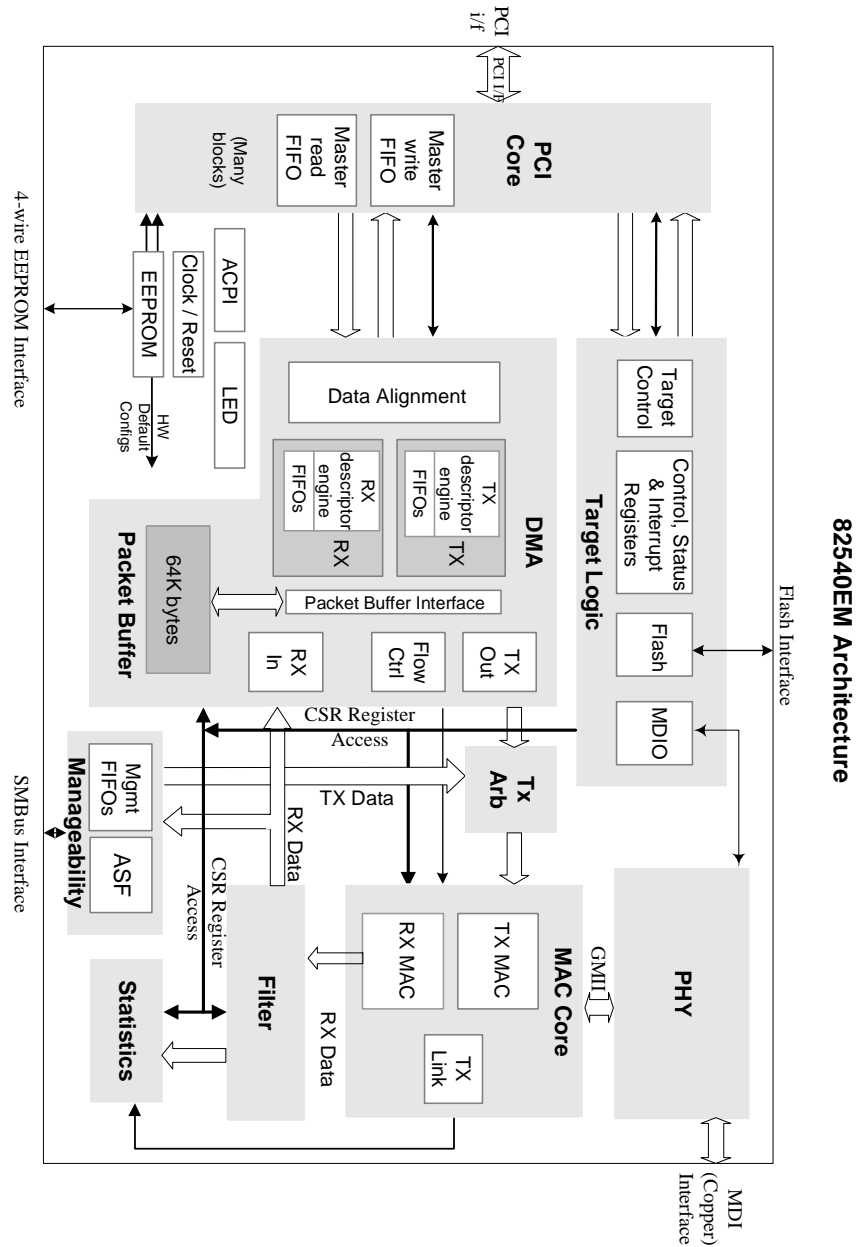 82540EM Architecture
PCI
i/f
PCI I/F
PCI
Core
Master
write
FIFO
Master
read
FIFO
(Many
blocks)
Target Logic
Target
Control
Control, Status
& Interrupt
Registers
Flash
MDIO
Flash Interface
DMA
Data Alignment
TX
descriptor
engine
FIFOs
TX
RX
descriptor
engine
FIFOs
RX
Packet Buffer Interface
TX
Out
Flow
Ctrl
RX
In
64K bytes
Packet Buffer
ACPI
LED
Clock / Reset
EEPROM
HW
Default
Configs
4-wire EEPROM Interface
CSR Register
Access
Tx
Arb
TX Data
RX Data
PHY
GMII
MDI
(Copper)
Interface
MAC Core
TX MAC
RX MAC
TX
Link
RX Data
Filter
CSR Register
Access
Mgmt
FIFOs
ASF
Manageability
SMBus Interface
Statistics